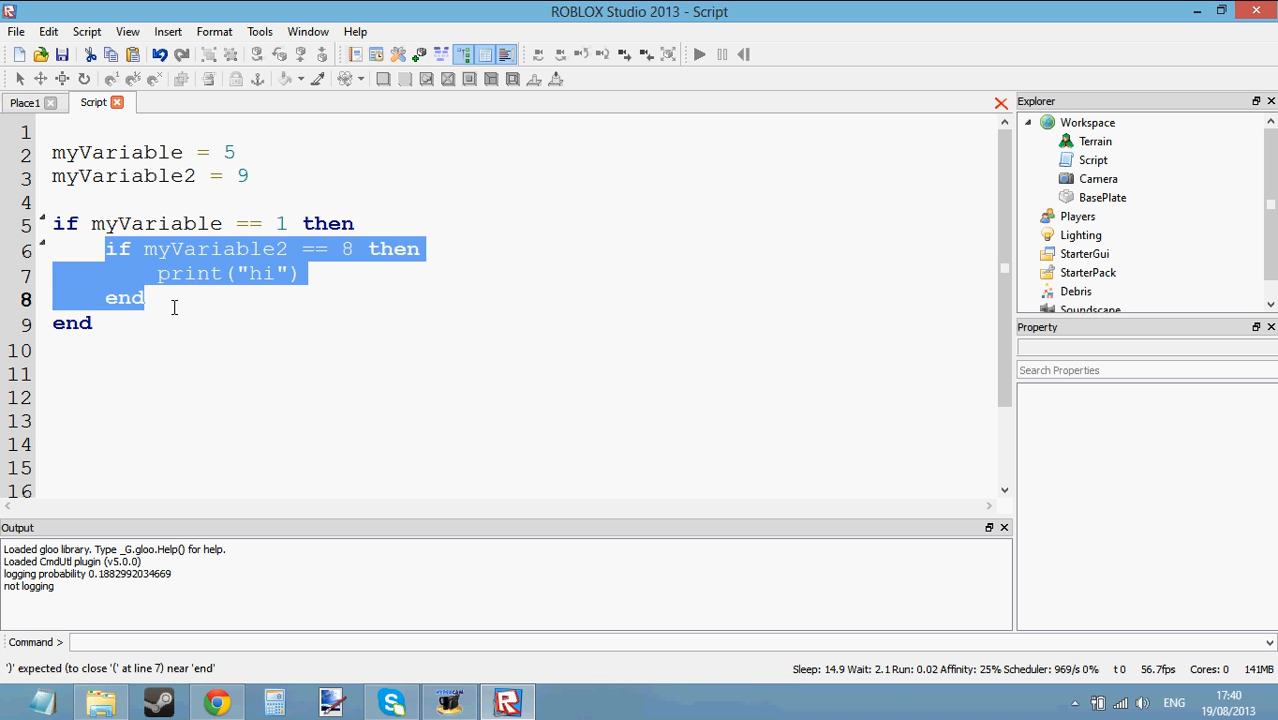 ROBLOX Studio 2013 - Script
File Edit Script View Insert Format Tools Window Help
Place1 Script
1
2 myVariable = 5
3 myVariable2 = 9
4
5 if myVariable == 1 then
6 if myVariable2 == 8 then
7 print("hi")
8 end
9 end
10
11
12
13
14
15
16
Explorer
Workspace
Terrain
Script
Camera
BasePlate
Players
Lighting
StarterGui
StarterPack
Debris
Soundscape
Property
Search Properties
Output
Loaded gloo library. Type _G.gloo.Help() for help.
Loaded CmdUtl plugin (v5.0.0)
logging probability 0.1882992034669
not logging
Command >
')' expected (to close '(' at line 7) near 'end' Sleep: 14.9 Wait: 2.1 Run: 0.02 Affinity: 25% Scheduler: 969/s 0% t 0 56.7fps Cores: 0 141MB
ENG
17:40
19/08/2013